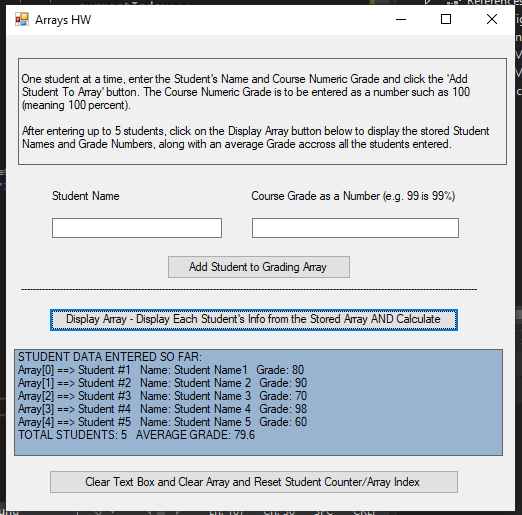 Arrays HW
One student at a time, enter the Student's Name and Course Numeric Grade and click the 'Add
Student To Array' button. The Course Numeric Grade is to be entered as a number such as 100
(meaning 100 percent).
After entering up to 5 students, click on the Display Array button below to display the stored Student
Names and Grade Numbers, along with an average Grade accross all the students entered.
Student Name
Course Grade as a Number (e.g. 99 is 99%)
Add Student to Grading Array
Display Array - Display Each Student's Info from the Stored Array AND Calculate
STUDENT DATA ENTERED SO FAR:
Array[0] ==> Student #1 Name: Student Name1 Grade: 80
Array[1] ==> Student #2 Name: Student Name 2 Grade: 90
Array[2] ==> Student #3 Name: Student Name 3 Grade: 70
Array[3] ==> Student #4 Name: Student Name 4 Grade: 98
Array[4] ==> Student #5 Name: Student Name 5 Grade: 60
TOTAL STUDENTS: 5 AVERAGE GRADE: 79.6
Clear Text Box and Clear Array and Reset Student Counter/Array Index